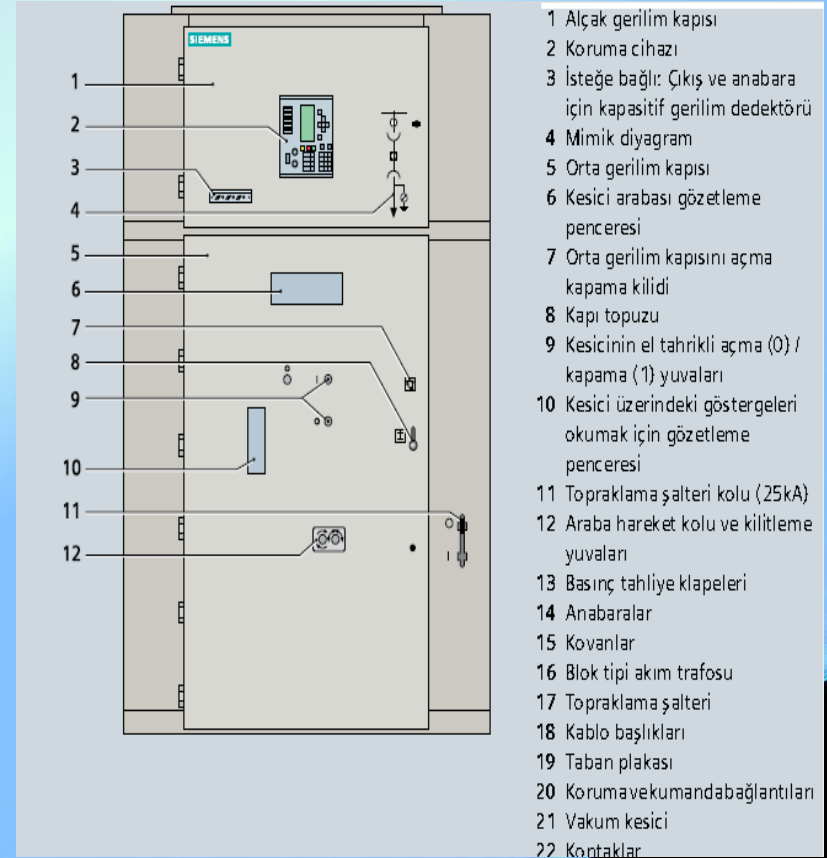 SIEMENS
1
2
3
4
5
6
7
8
9
10
11
12
1 Alçak gerilim kapısı
2 Koruma cihazı
3 İsteğe bağlı: Çıkış ve anabara
için kapasitif gerilim dedektörü
4 Mimik diyagram
5 Orta gerilim kapısı
6 Kesici arabası gözetleme
penceresi
7 Orta gerilim kapısını açma
kapama kilidi
8 Kapı topuzu
9 Kesicinin el tahrikli açma (0) /
kapama (1) yuvaları
10 Kesici üzerindeki göstergeleri
okumak için gözetleme
penceresi
11 Topraklama şalteri kolu (25kA)
12 Araba hareket kolu ve kilitleme
yuvaları
13 Basınç tahliye klapeleri
14 Anabaralar
15 Kovanlar
16 Blok tipi akım trafosu
17 Topraklama şalteri
18 Kablo başlıkları
19 Taban plakası
20 Korumavekumandabağlantıları
21 Vakum kesici
22 Kontaklar